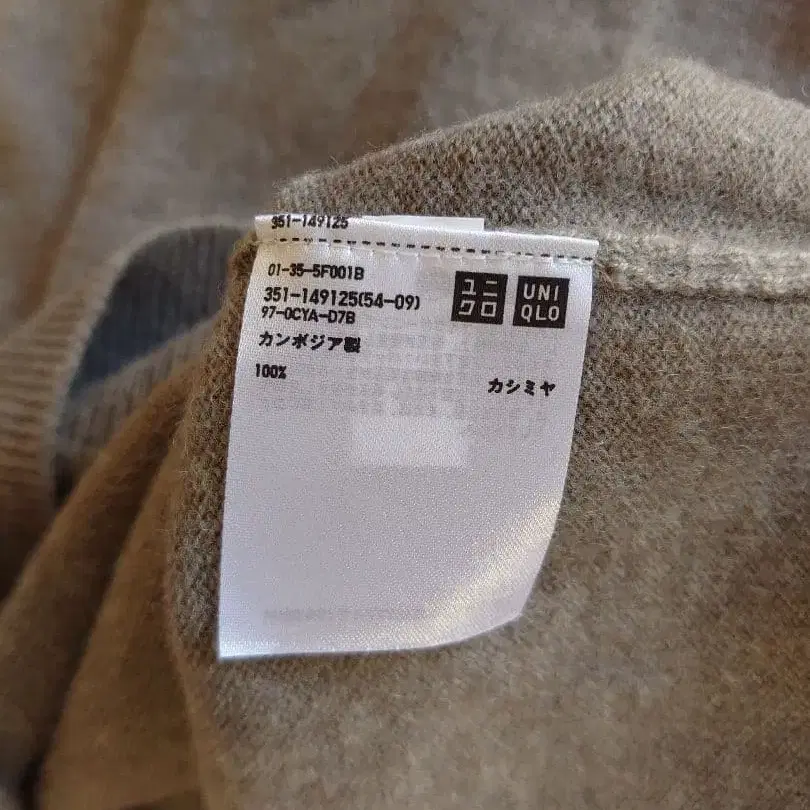 351-149125
01-35-5F001B
351-149125(54-09)
97-0CYA-D7B
ユニ
クロ
UNI
QLO
カンボジア製
100% カシミヤ